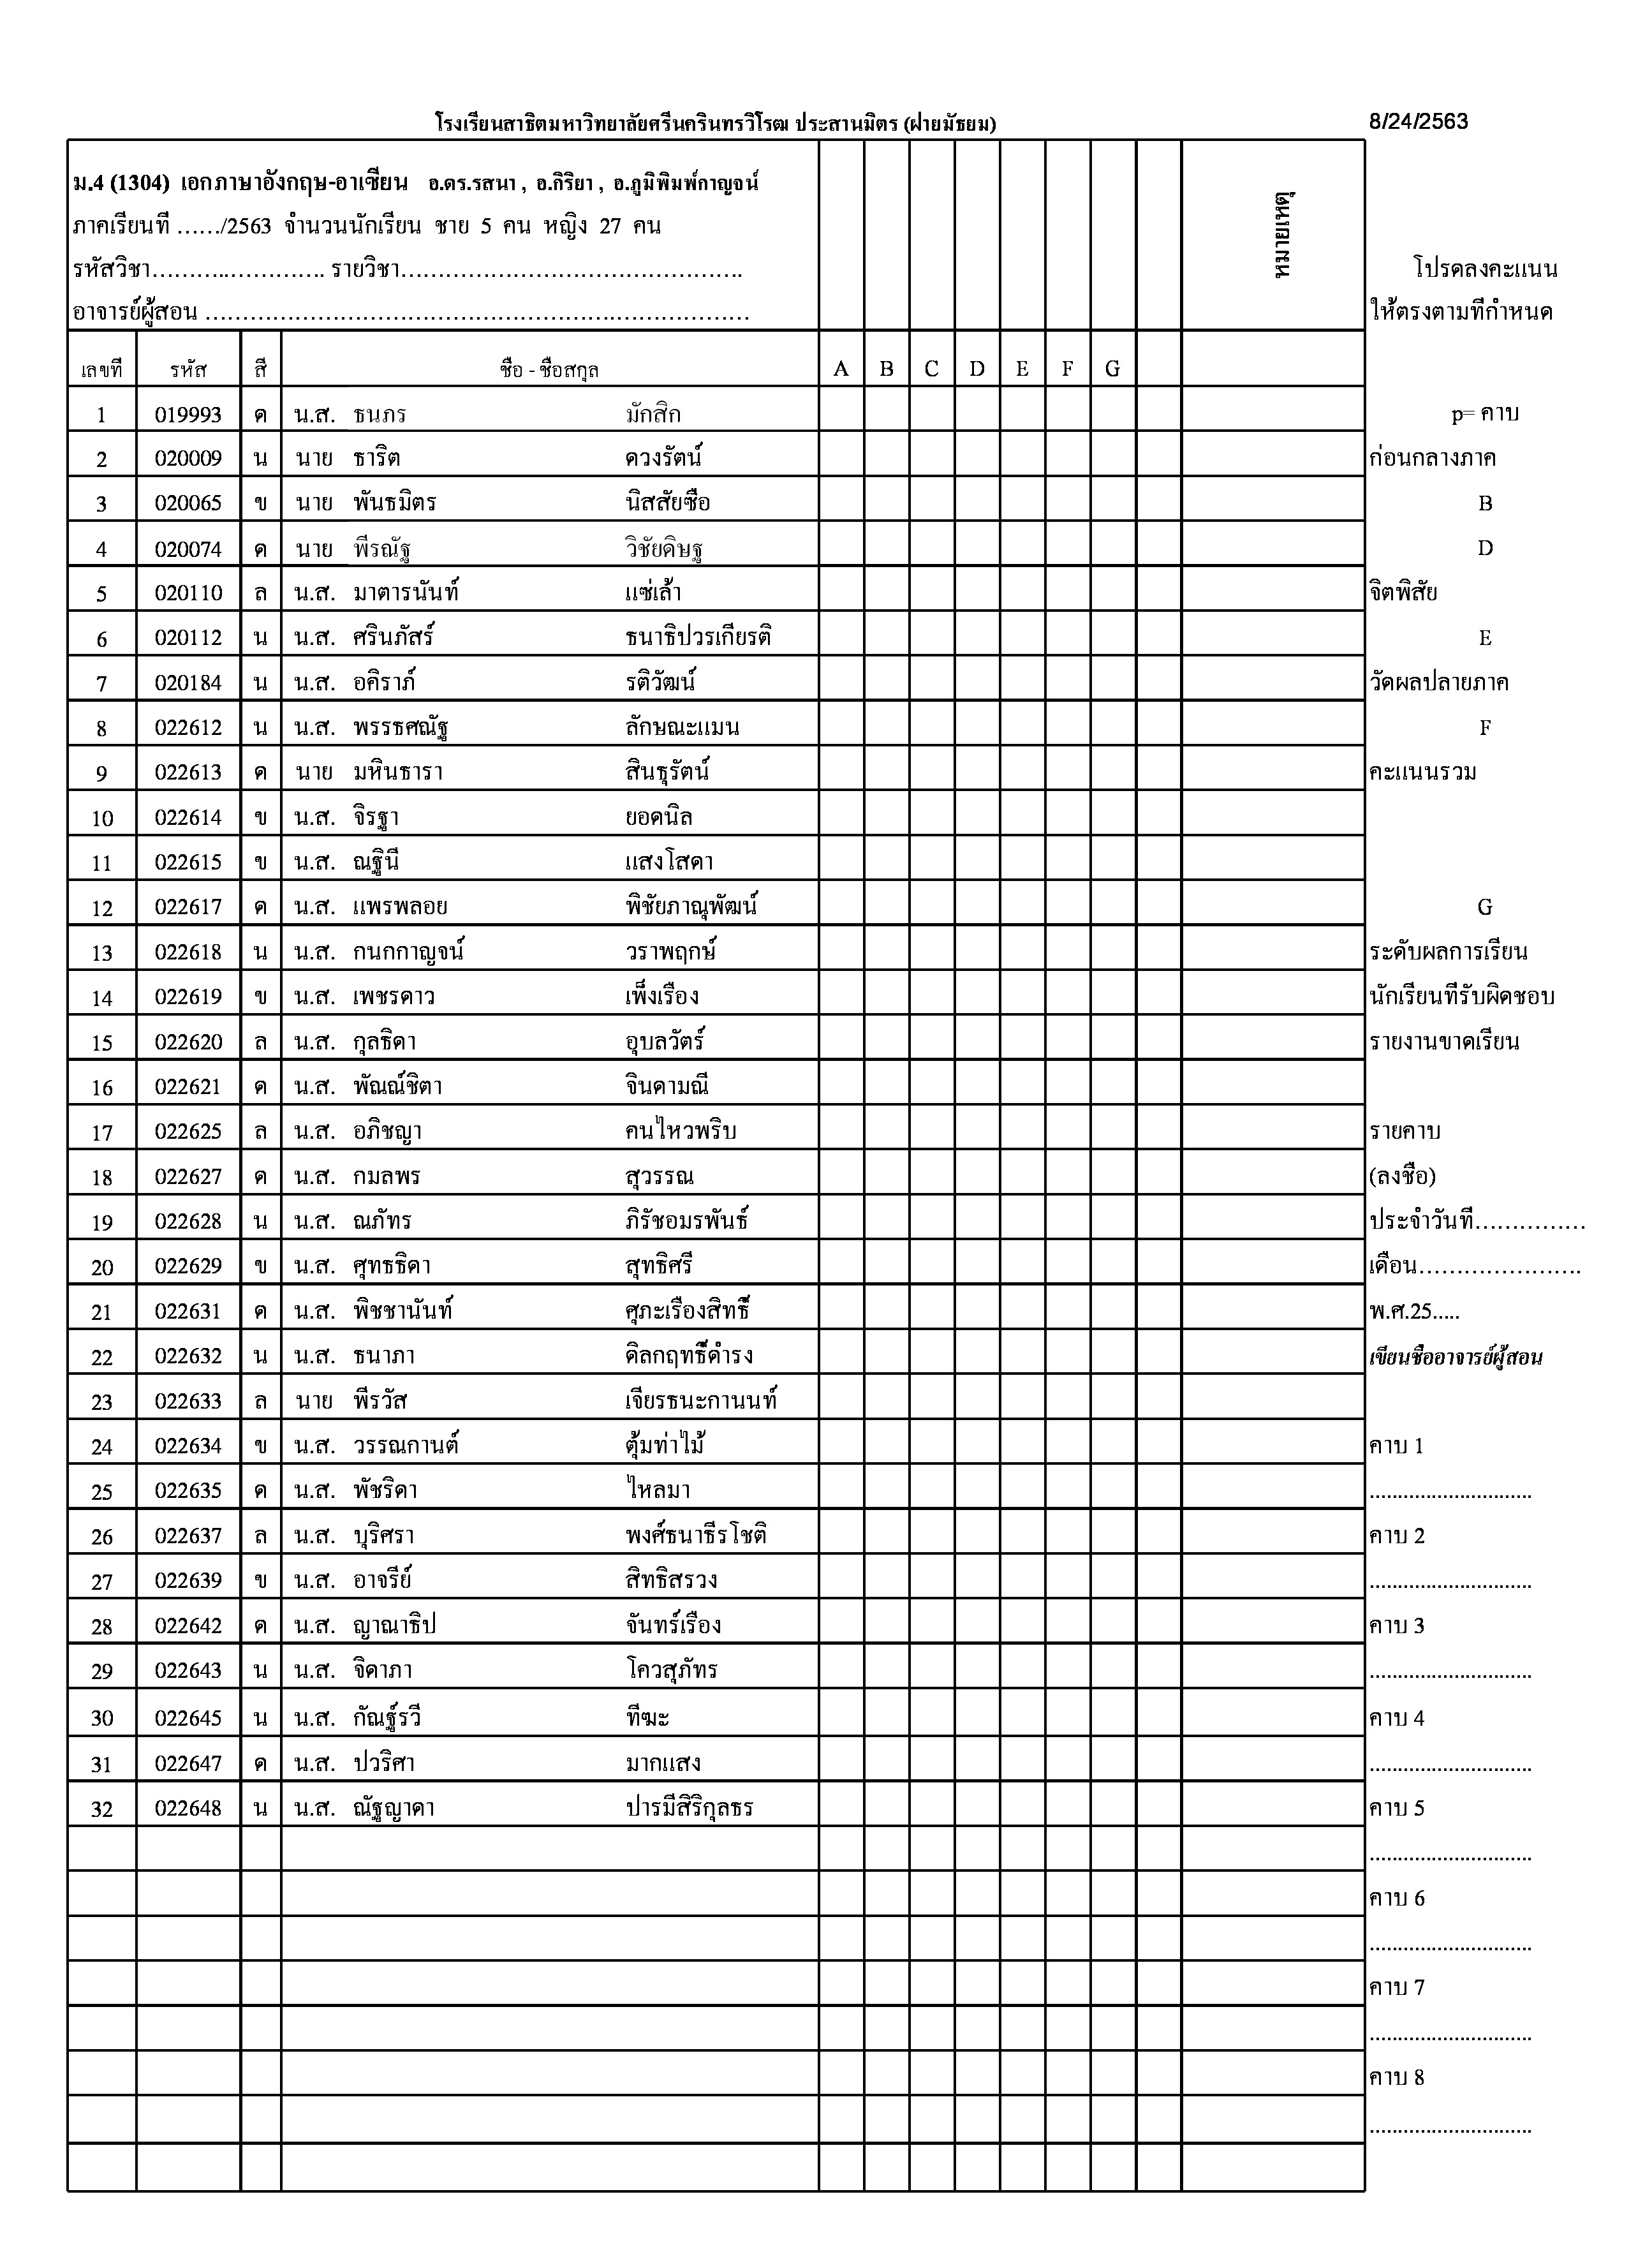 โรงเรียนสาธิตมหาวิทยาลัยศรีนครินทรวิโรฒ ประสานมิตร (ฝ่ายมัธยม) 8/24/2563
ม.4 (1304) เอกภาษาอังกฤษ-อาเซียน อ.ดร.รสนา , อ.กิริยา , อ.ภูมิพิมพ์กาญจน์
ภาคเรียนที่ ....../2563 จำนวนนักเรียน ชาย 5 คน หญิง 27 คน
หมายเหตุ
รหัสวิชา....................... รายวิชา............................................. โปรดลงคะแนน
อาจารย์ผู้สอน ........................................................................ ให้ตรงตามที่กำหนด
เลขที่ รหัส สี ชื่อ - ชื่อสกุล A B C D E F G
1 019993 ค น.ส. ธนภร มักสิก p= คาบ
2 020009 น นาย ธาริต ดวงรัตน์ ก่อนกลางภาค
3 020065 ข นาย พันธมิตร นิสสัยซื่อ B
4 020074 ค นาย พีรณัฐ วิชัยดิษฐ D
5 020110 ล น.ส. มาตารนันท์ แซ่เล้า จิตพิสัย
6 020112 น น.ส. ศรินภัสร์ ธนาธิปวรเกียรติ E
7 020184 น น.ส. อคิราภ์ รติวัฒน์ วัดผลปลายภาค
8 022612 น น.ส. พรรธศณัฐ ลักษณะแมน F
9 022613 ค นาย มหินธารา สินธุรัตน์ คะแนนรวม
10 022614 ข น.ส. จิรฐา ยอดนิล
11 022615 ข น.ส. ณฐินี แสงโสดา
12 022617 ค น.ส. แพรพลอย พิชัยภาณุพัฒน์ G
13 022618 น น.ส. กนกกาญจน์ วราพฤกษ์ ระดับผลการเรียน
14 022619 ข น.ส. เพชรดาว เพ็งเรือง นักเรียนที่รับผิดชอบ
15 022620 ล น.ส. กุลธิดา อุบลวัตร์ รายงานขาดเรียน
16 022621 ค น.ส. พัณณ์ชิตา จินดามณี
17 022625 ล น.ส. อภิชญา คนไหวพริบ รายคาบ
18 022627 ค น.ส. กมลพร สุวรรณ (ลงชื่อ)
19 022628 น น.ส. ณภัทร ภิรัชอมรพันธ์ ประจำวันที่...............
20 022629 ข น.ส. ศุทธธิดา สุทธิศรี เดือน......................
21 022631 ค น.ส. พิชชานันท์ ศุภะเรืองสิทธิ์ พ.ศ.25.....
22 022632 น น.ส. ธนาภา ดิลกฤทธิ์ดำรง เขียนชื่ออาจารย์ผู้สอน
23 022633 ล นาย พีรวัส เจียรธนะกานนท์
24 022634 ข น.ส. วรรณกานต์ ตุ้มท่าไม้ คาบ 1
25 022635 ค น.ส. พัชริดา ไหลมา .............................
26 022637 ล น.ส. บุริศรา พงศ์ธนาธีรโชติ คาบ 2
27 022639 ข น.ส. อาจรีย์ สิทธิสรวง .............................
28 022642 ค น.ส. ญาณาธิป จันทร์เรือง คาบ 3
29 022643 น น.ส. จิดาภา โควสุภัทร .............................
30 022645 น น.ส. กัณฐ์รวี ทีฆะ คาบ 4
31 022647 ค น.ส. ปวริศา มากแสง .............................
32 022648 น น.ส. ณัฐญาดา ปารมีสิริกุลธร คาบ 5
.............................
คาบ 6
.............................
คาบ 7
.............................
คาบ 8
.............................